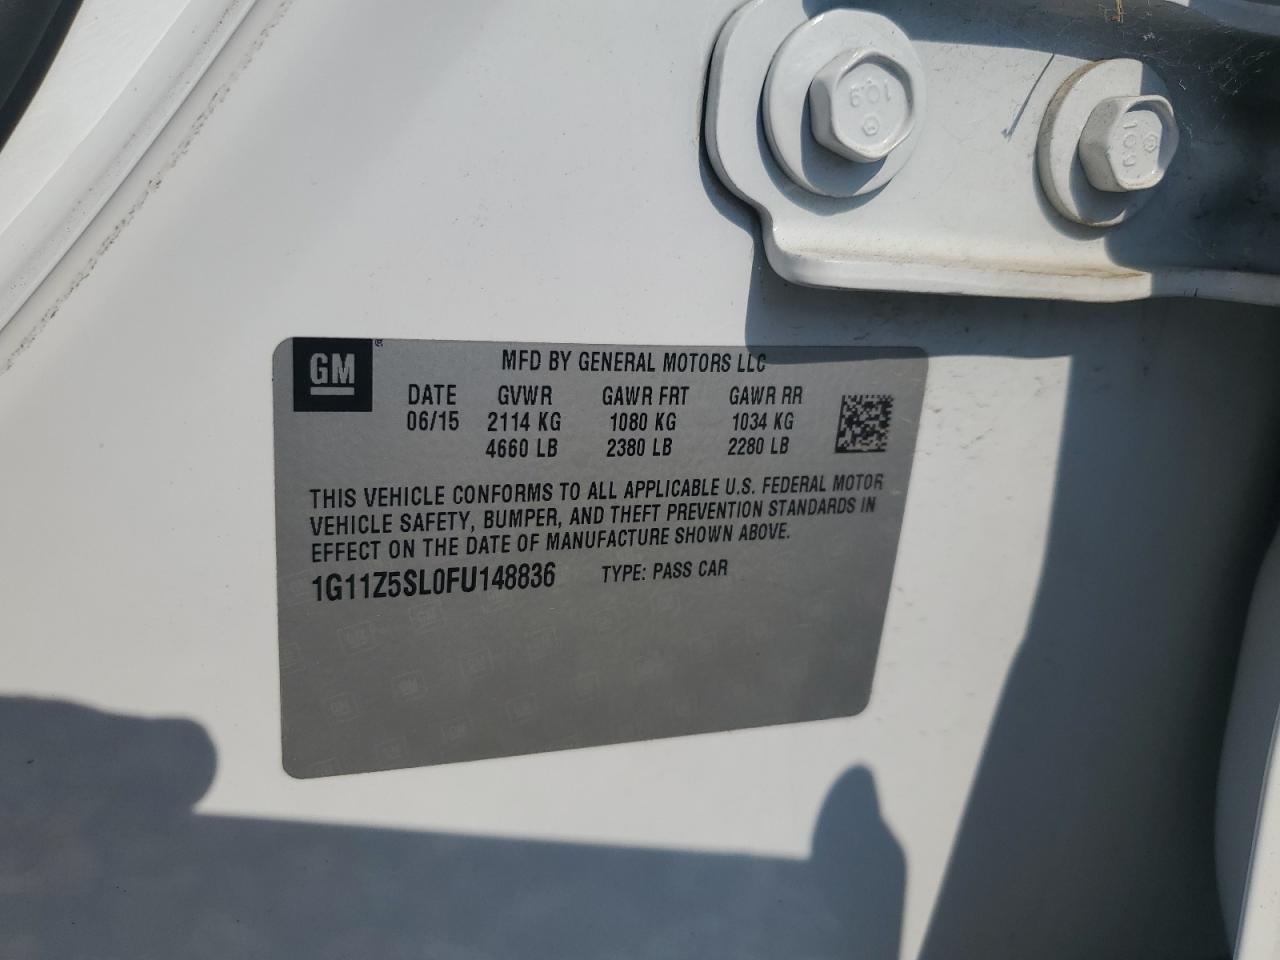 10.9
10.9
GM®
MFD BY GENERAL MOTORS LLC
DATE GVWR GAWR FRT GAWR RR
06/15 2114 KG 1080 KG 1034 KG
4660 LB 2380 LB 2280 LB
THIS VEHICLE CONFORMS TO ALL APPLICABLE U.S. FEDERAL MOTOR
VEHICLE SAFETY, BUMPER, AND THEFT PREVENTION STANDARDS IN
EFFECT ON THE DATE OF MANUFACTURE SHOWN ABOVE.
1G11Z5SL0FU148836 TYPE: PASS CAR